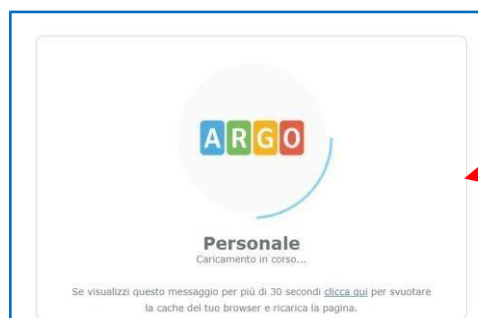 ARGO
Personale
Caricamento in corso...
Se visualizzi questo messaggio per più di 30 secondi clicca qui per svuotare
la cache del tuo browser e ricarica la pagina.